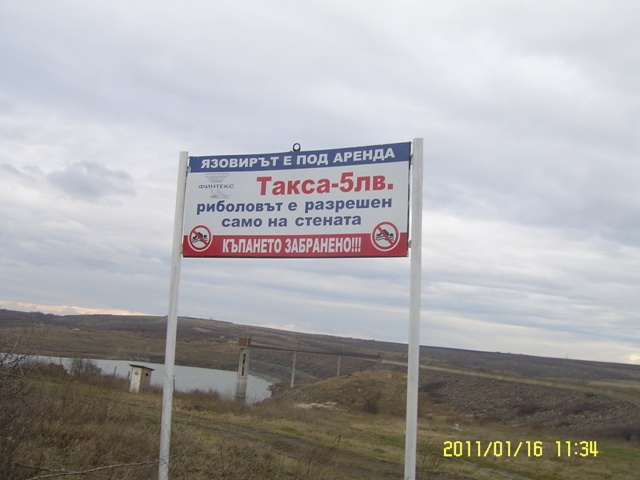 ЯЗОВИРЪТ Е ПОД АРЕНДА
ФИНТЕКС
Такса-5лв.
риболовът е разрешен
само на стената
КЪПАНЕТО ЗАБРАНЕНО!!!
2011/01/16 11:34